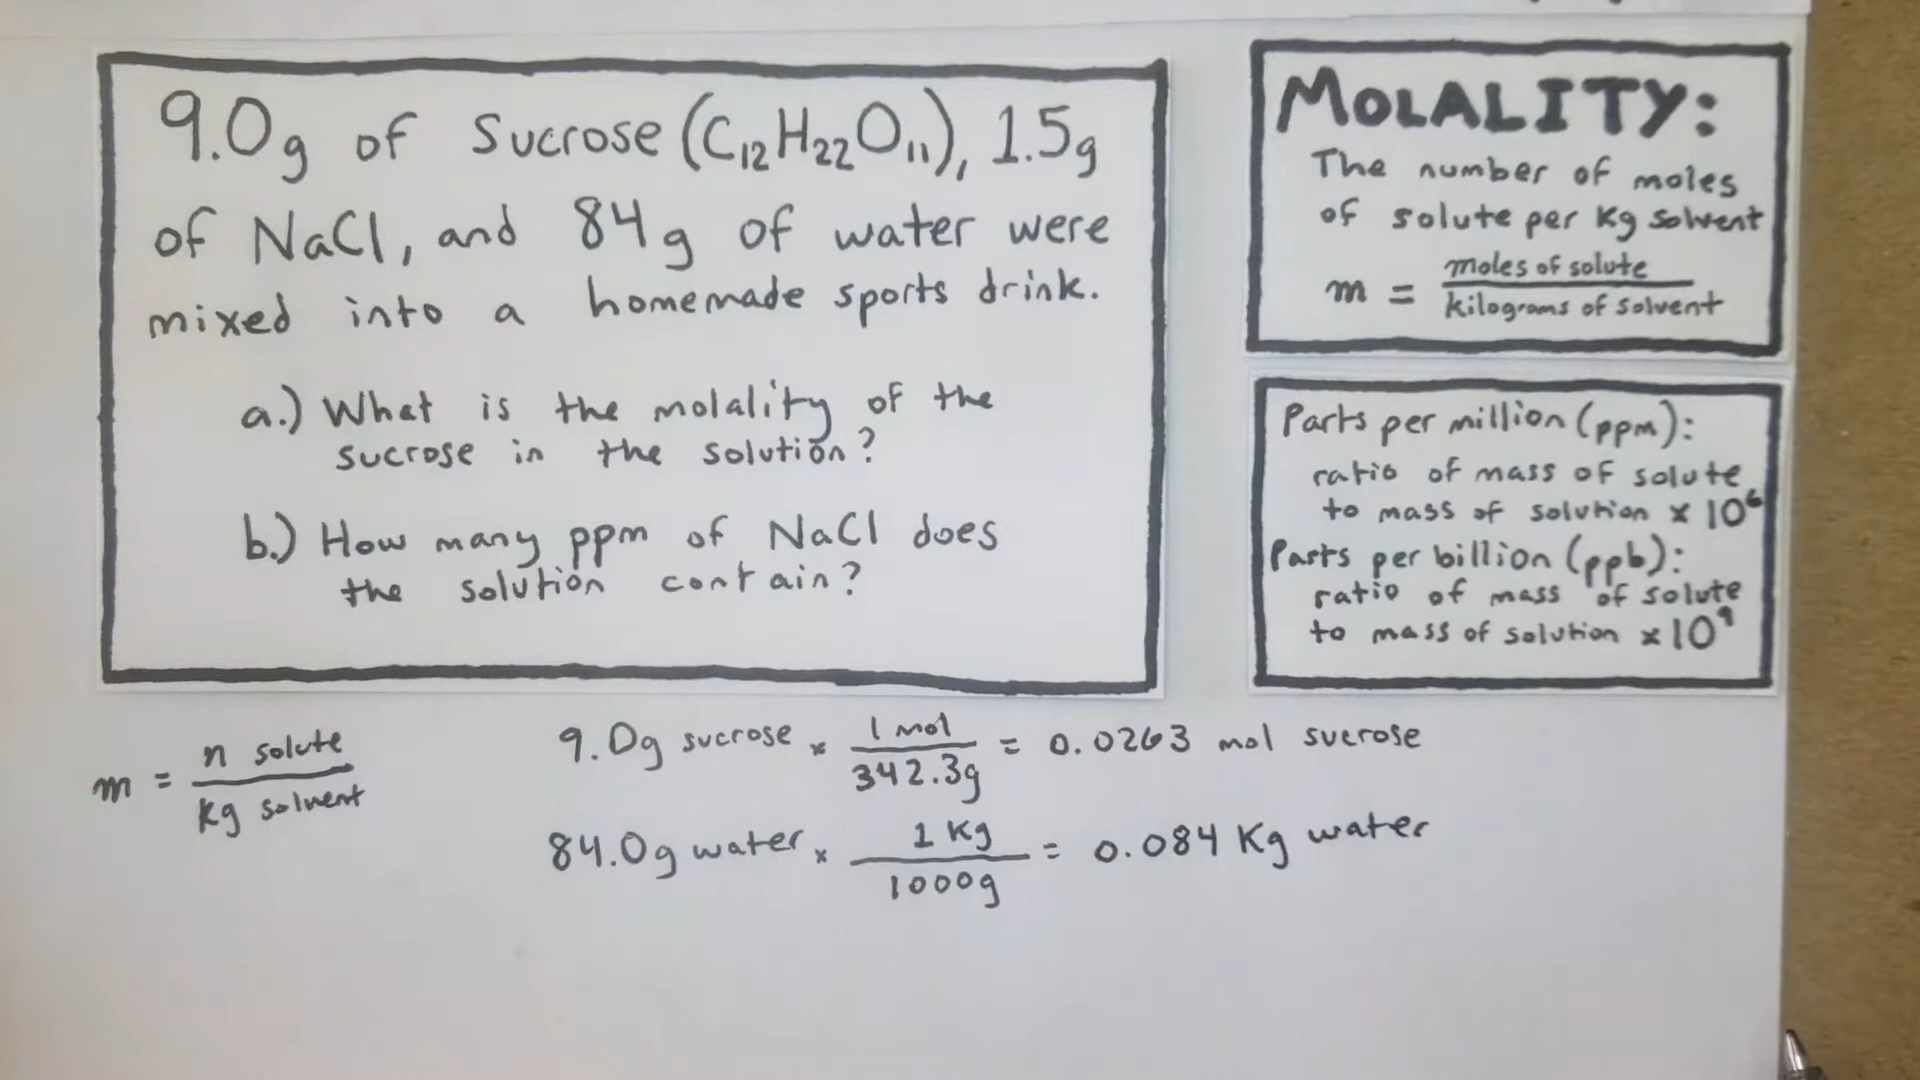 9.0g of Sucrose (C₁₂H₂₂O₁₁), 1.5g
of NaCl, and 84g of water were
mixed into a homemade sports drink.
a.) What is the molality of the
sucrose in the solution?
b.) How many ppm of NaCl does
the solution contain?
MOLALITY:
The number of moles
of solute per Kg solvent
m = moles of solute / kilograms of solvent
Parts per million (ppm):
ratio of mass of solute
to mass of solution x 10⁶
Parts per billion (ppb):
ratio of mass of solute
to mass of solution x 10⁹
m = n solute / kg solvent
9.0g sucrose x 1 mol / 342.3g = 0.0263 mol sucrose
84.0g water x 1 Kg / 1000g = 0.084 Kg water